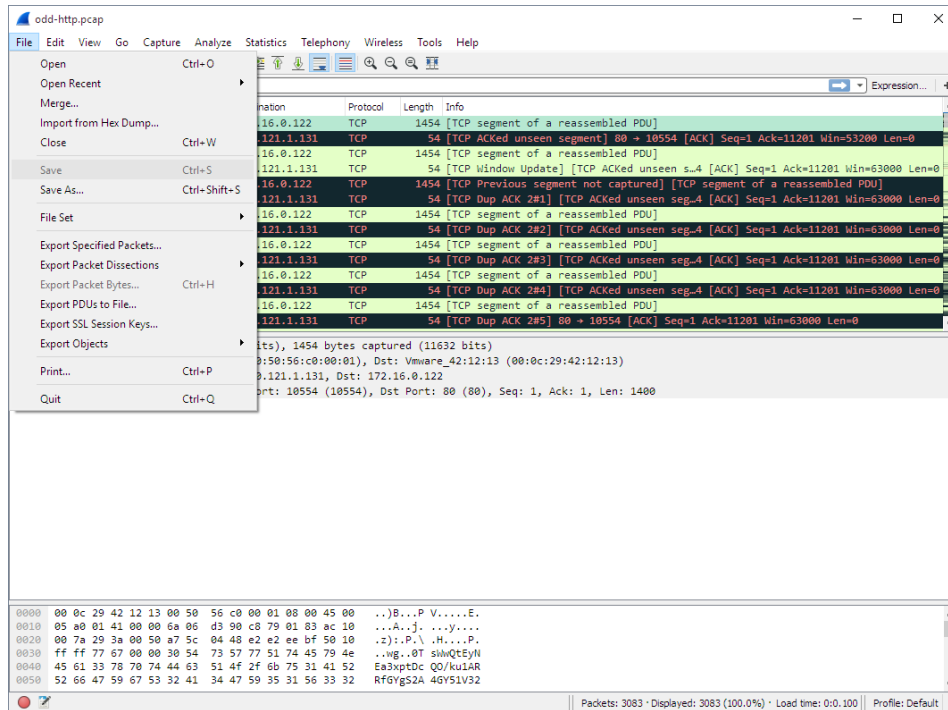 odd-http.pcap
File Edit View Go Capture Analyze Statistics Telephony Wireless Tools Help
Open Ctrl+O
Open Recent
Merge...
Import from Hex Dump...
Close Ctrl+W
Save Ctrl+S
Save As... Ctrl+Shift+S
File Set
Export Specified Packets...
Export Packet Dissections
Export Packet Bytes... Ctrl+H
Export PDUs to File...
Export SSL Session Keys...
Export Objects
Print... Ctrl+P
Quit Ctrl+Q
Expression... +
ination Protocol Length Info
.16.0.122 TCP 1454 [TCP segment of a reassembled PDU]
.121.1.131 TCP 54 [TCP ACKed unseen segment] 80 → 10554 [ACK] Seq=1 Ack=11201 Win=53200 Len=0
.16.0.122 TCP 1454 [TCP segment of a reassembled PDU]
.121.1.131 TCP 54 [TCP Window Update] [TCP ACKed unseen s…4 [ACK] Seq=1 Ack=11201 Win=63000 Len=0
.16.0.122 TCP 1454 [TCP Previous segment not captured] [TCP segment of a reassembled PDU]
.121.1.131 TCP 54 [TCP Dup ACK 2#1] [TCP ACKed unseen seg…4 [ACK] Seq=1 Ack=11201 Win=63000 Len=0
.16.0.122 TCP 1454 [TCP segment of a reassembled PDU]
.121.1.131 TCP 54 [TCP Dup ACK 2#2] [TCP ACKed unseen seg…4 [ACK] Seq=1 Ack=11201 Win=63000 Len=0
.16.0.122 TCP 1454 [TCP segment of a reassembled PDU]
.121.1.131 TCP 54 [TCP Dup ACK 2#3] [TCP ACKed unseen seg…4 [ACK] Seq=1 Ack=11201 Win=63000 Len=0
.16.0.122 TCP 1454 [TCP segment of a reassembled PDU]
.121.1.131 TCP 54 [TCP Dup ACK 2#4] [TCP ACKed unseen seg…4 [ACK] Seq=1 Ack=11201 Win=63000 Len=0
.16.0.122 TCP 1454 [TCP segment of a reassembled PDU]
.121.1.131 TCP 54 [TCP Dup ACK 2#5] 80 → 10554 [ACK] Seq=1 Ack=11201 Win=63000 Len=0
its), 1454 bytes captured (11632 bits)
0:50:56:c0:00:01), Dst: Vmware_42:12:13 (00:0c:29:42:12:13)
0.121.1.131, Dst: 172.16.0.122
ort: 10554 (10554), Dst Port: 80 (80), Seq: 1, Ack: 1, Len: 1400
0000 00 0c 29 42 12 13 00 50 56 c0 00 01 08 00 45 00 ..)B...P V.....E.
0010 05 a0 01 41 00 00 6a 06 d3 90 c8 79 01 83 ac 10 ...A..j. ...y....
0020 00 7a 29 3a 00 50 a7 5c 04 48 e2 e2 ee bf 50 10 .z):.P.\ .H....P.
0030 ff ff 77 67 00 00 30 54 73 57 77 51 74 45 79 4e ..wg..0T sWwQtEyN
0040 45 61 33 78 70 74 44 63 51 4f 2f 6b 75 31 41 52 Ea3xptDc QO/ku1AR
0050 52 66 47 59 67 53 32 41 34 47 59 35 31 56 33 32 RfGYgS2A 4GY51V32
Packets: 3083 · Displayed: 3083 (100.0%) · Load time: 0:0.100 Profile: Default